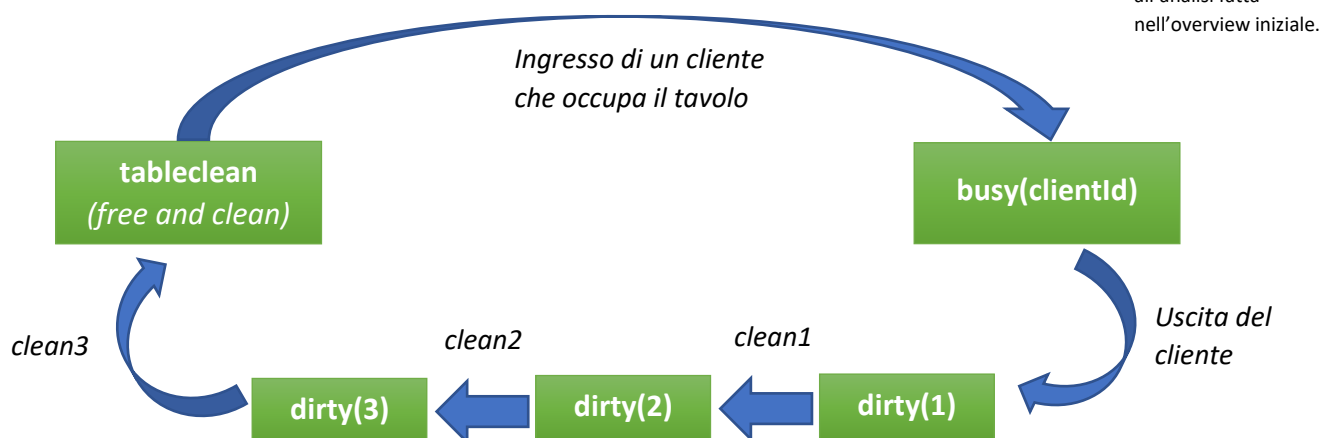 nell’overview iniziale.
Ingresso di un cliente
che occupa il tavolo
tableclean
(free and clean)
busy(clientId)
clean3
clean2
clean1
Uscita del
cliente
dirty(3)
dirty(2)
dirty(1)